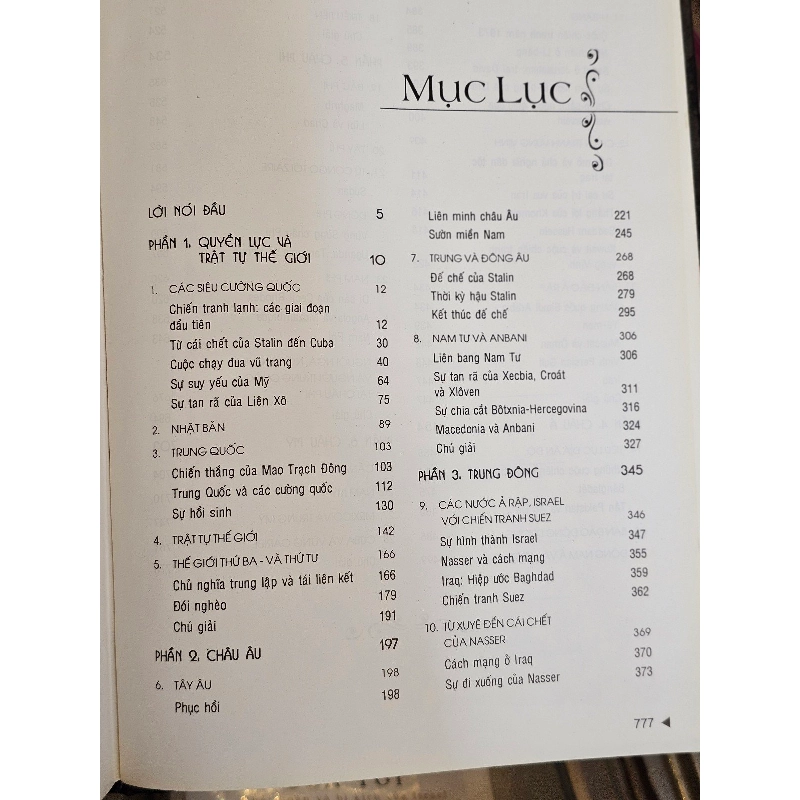 MỤC LỤC
LỜI NÓI ĐẦU 5
PHẦN 1. QUYỀN LỰC VÀ
TRẬT TỰ THẾ GIỚI 10
1. CÁC SIÊU CƯỜNG QUỐC 12
Chiến tranh lạnh: các giai đoạn
đầu tiên 12
Từ cái chết của Stalin đến Cuba 30
Cuộc chạy đua vũ trang 40
Sự suy yếu của Mỹ 64
Sự tan rã của Liên Xô 75
2. NHẬT BẢN 89
3. TRUNG QUỐC 103
Chiến thắng của Mao Trạch Đông 103
Trung Quốc và các cường quốc 112
Sự hồi sinh 130
4. TRẬT TỰ THẾ GIỚI 142
5. THẾ GIỚI THỨ BA - VÀ THỨ TƯ 166
Chủ nghĩa trung lập và tái liên kết 166
Đói nghèo 179
Chú giải 191
PHẦN 2. CHÂU ÂU 197
6. TÂY ÂU 198
Phục hồi 198
Liên minh châu Âu 221
Sườn miền Nam 245
7. TRUNG VÀ ĐÔNG ÂU 268
Đế chế của Stalin 268
Thời kỳ hậu Stalin 279
Kết thúc đế chế 295
8. NAM TƯ VÀ ANBANI 306
Liên bang Nam Tư 306
Sự tan rã của Xecbia, Croát
và Xlôven 311
Sự chia cắt Bôtxnia-Hercegovina 316
Macedonia và Anbani 324
Chú giải 327
PHẦN 3. TRUNG ĐÔNG 345
9. CÁC NƯỚC Ả RẬP, ISRAEL
VỚI CHIẾN TRANH SUEZ 346
Sự hình thành Israel 347
Nasser và cách mạng 355
Iraq: Hiệp ước Baghdad 359
Chiến tranh Suez 362
10. TỪ XUYÊ ĐẾN CÁI CHẾT
CỦA NASSER 369
Cách mạng ở Iraq 370
Sự đi xuống của Nasser 373
777